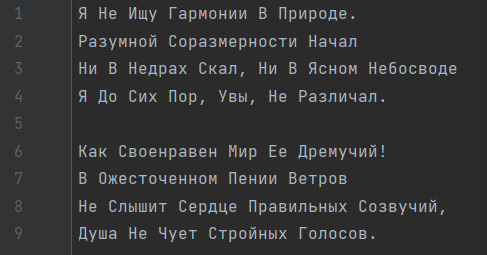 1 Я Не Ищу Гармонии В Природе.
2 Разумной Соразмерности Начал
3 Ни В Недрах Скал, Ни В Ясном Небосводе
4 Я До Сих Пор, Увы, Не Различал.
5
6 Как Своенравен Мир Ее Дремучий!
7 В Ожесточенном Пении Ветров
8 Не Слышит Сердце Правильных Созвучий,
9 Душа Не Чует Стройных Голосов.